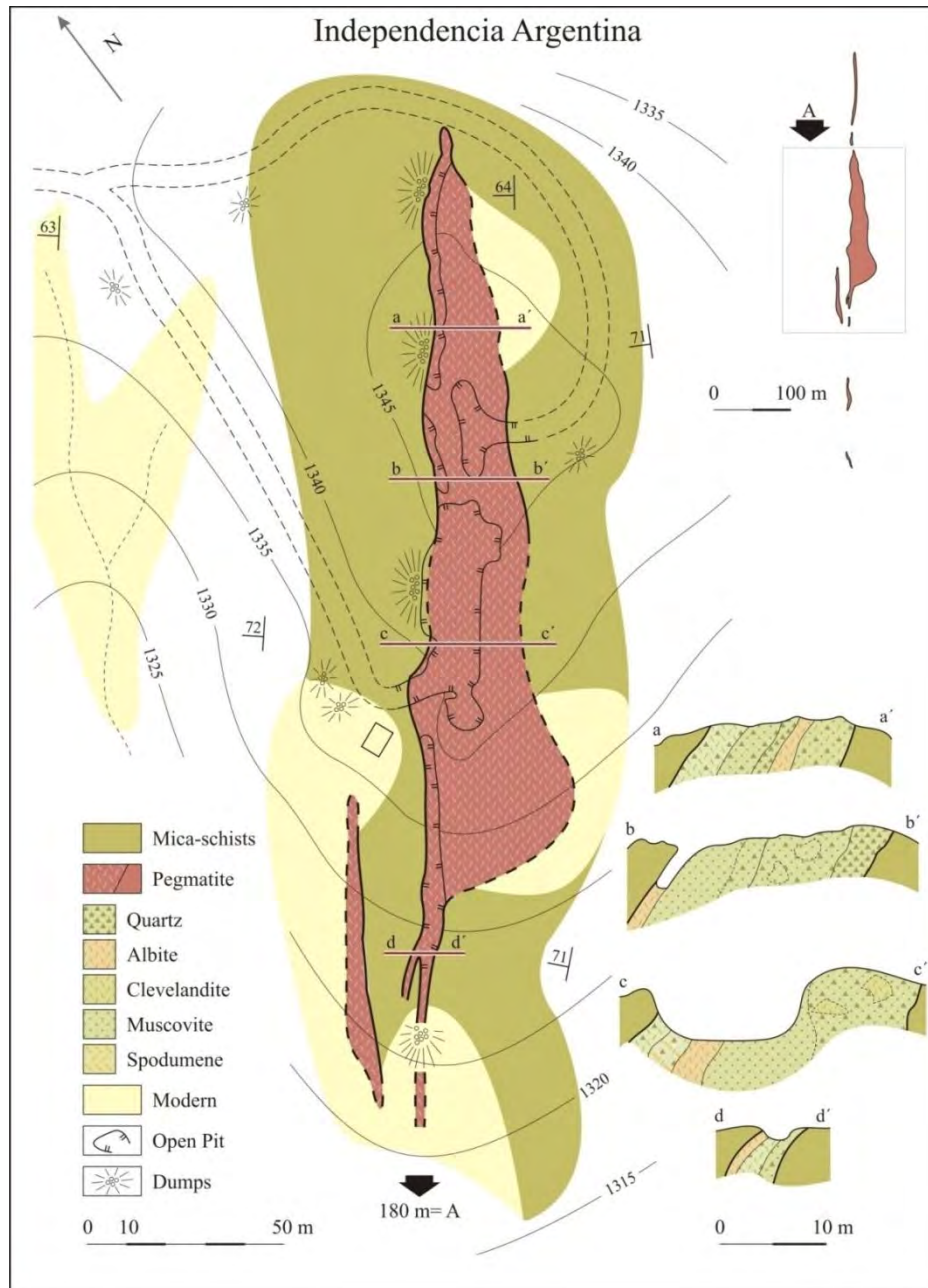 Independencia Argentina
N
1335
1340
A
64
63
a a´
71
0 100 m
1345
b b´
1340
1335
1330
c c´
72
1325
a a´
b b´
Mica-schists
Pegmatite
Quartz
Albite
Clevelandite
Muscovite
Spodumene
Modern
Open Pit
Dumps
d d´
71
c c´
d d´
1320
1315
180 m= A
0 10 50 m
0 10 m